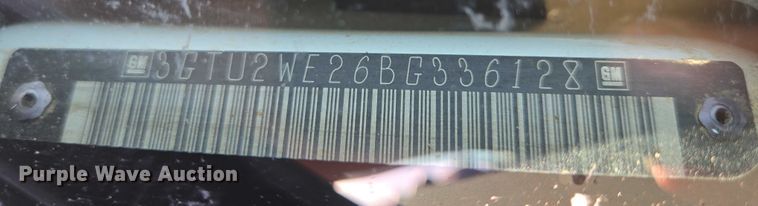 GM 3GTU2WE26BG336128 GM
Purple Wave Auction®